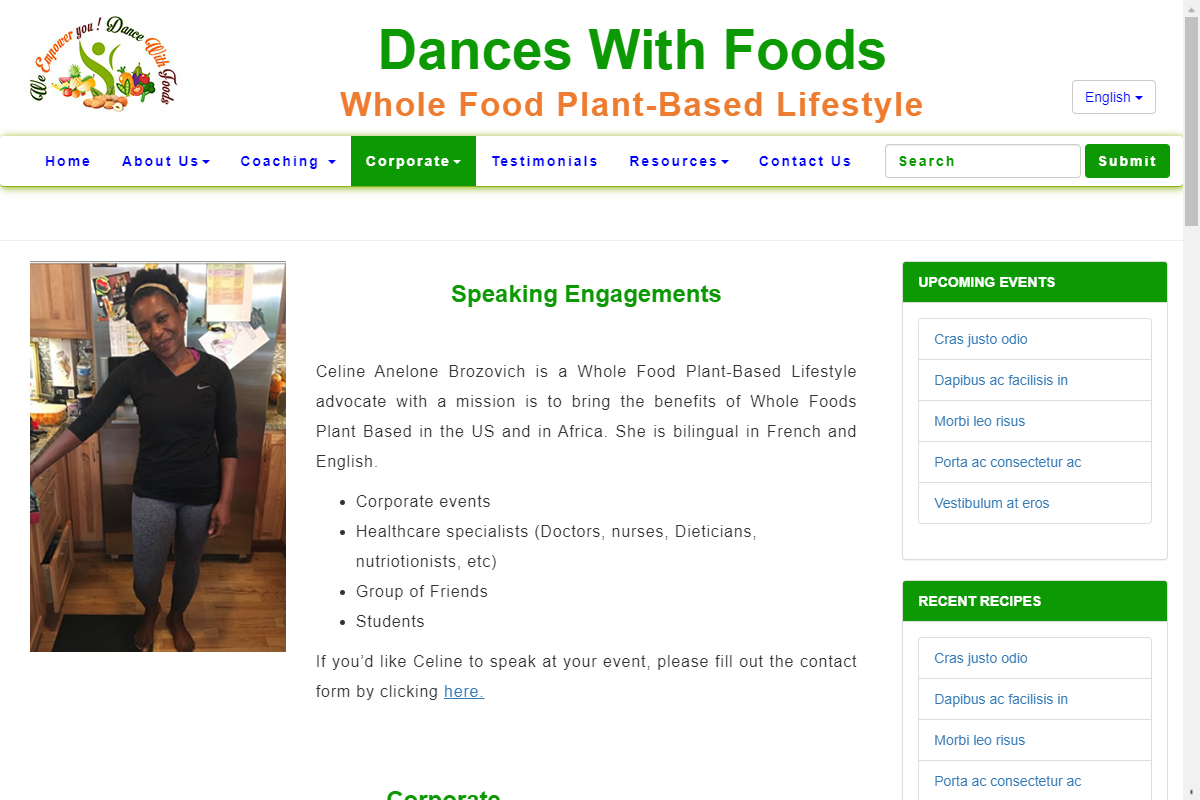 We Empower you ! Dance With Foods
Dances With Foods
Whole Food Plant-Based Lifestyle
English
Home
About Us
Coaching
Corporate
Testimonials
Resources
Contact Us
Search
Submit
Speaking Engagements
Celine Anelone Brozovich is a Whole Food Plant-Based Lifestyle
advocate with a mission is to bring the benefits of Whole Foods
Plant Based in the US and in Africa. She is bilingual in French and
English.
Corporate events
Healthcare specialists (Doctors, nurses, Dieticians,
nutriotionists, etc)
Group of Friends
Students
If you’d like Celine to speak at your event, please fill out the contact
form by clicking here.
Corporate
UPCOMING EVENTS
Cras justo odio
Dapibus ac facilisis in
Morbi leo risus
Porta ac consectetur ac
Vestibulum at eros
RECENT RECIPES
Cras justo odio
Dapibus ac facilisis in
Morbi leo risus
Porta ac consectetur ac